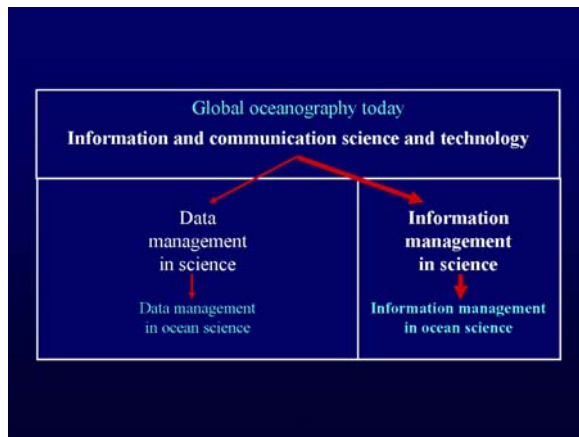 Global oceanography today
Information and communication science and technology
Data
management
in science
Data management
in ocean science
Information
management
in science
Information management
in ocean science